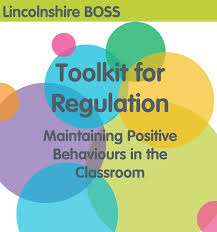 Lincolnshire BOSS
Toolkit for
Regulation
Maintaining Positive
Behaviours in the
Classroom